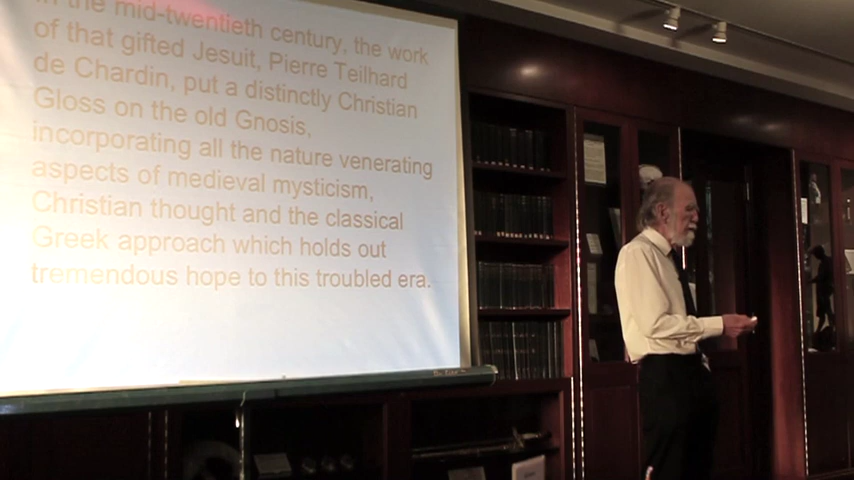 In the mid-twentieth century, the work
of that gifted Jesuit, Pierre Teilhard
de Chardin, put a distinctly Christian
Gloss on the old Gnosis,
incorporating all the nature venerating
aspects of medieval mysticism,
Christian thought and the classical
Greek approach which holds out
tremendous hope to this troubled era.